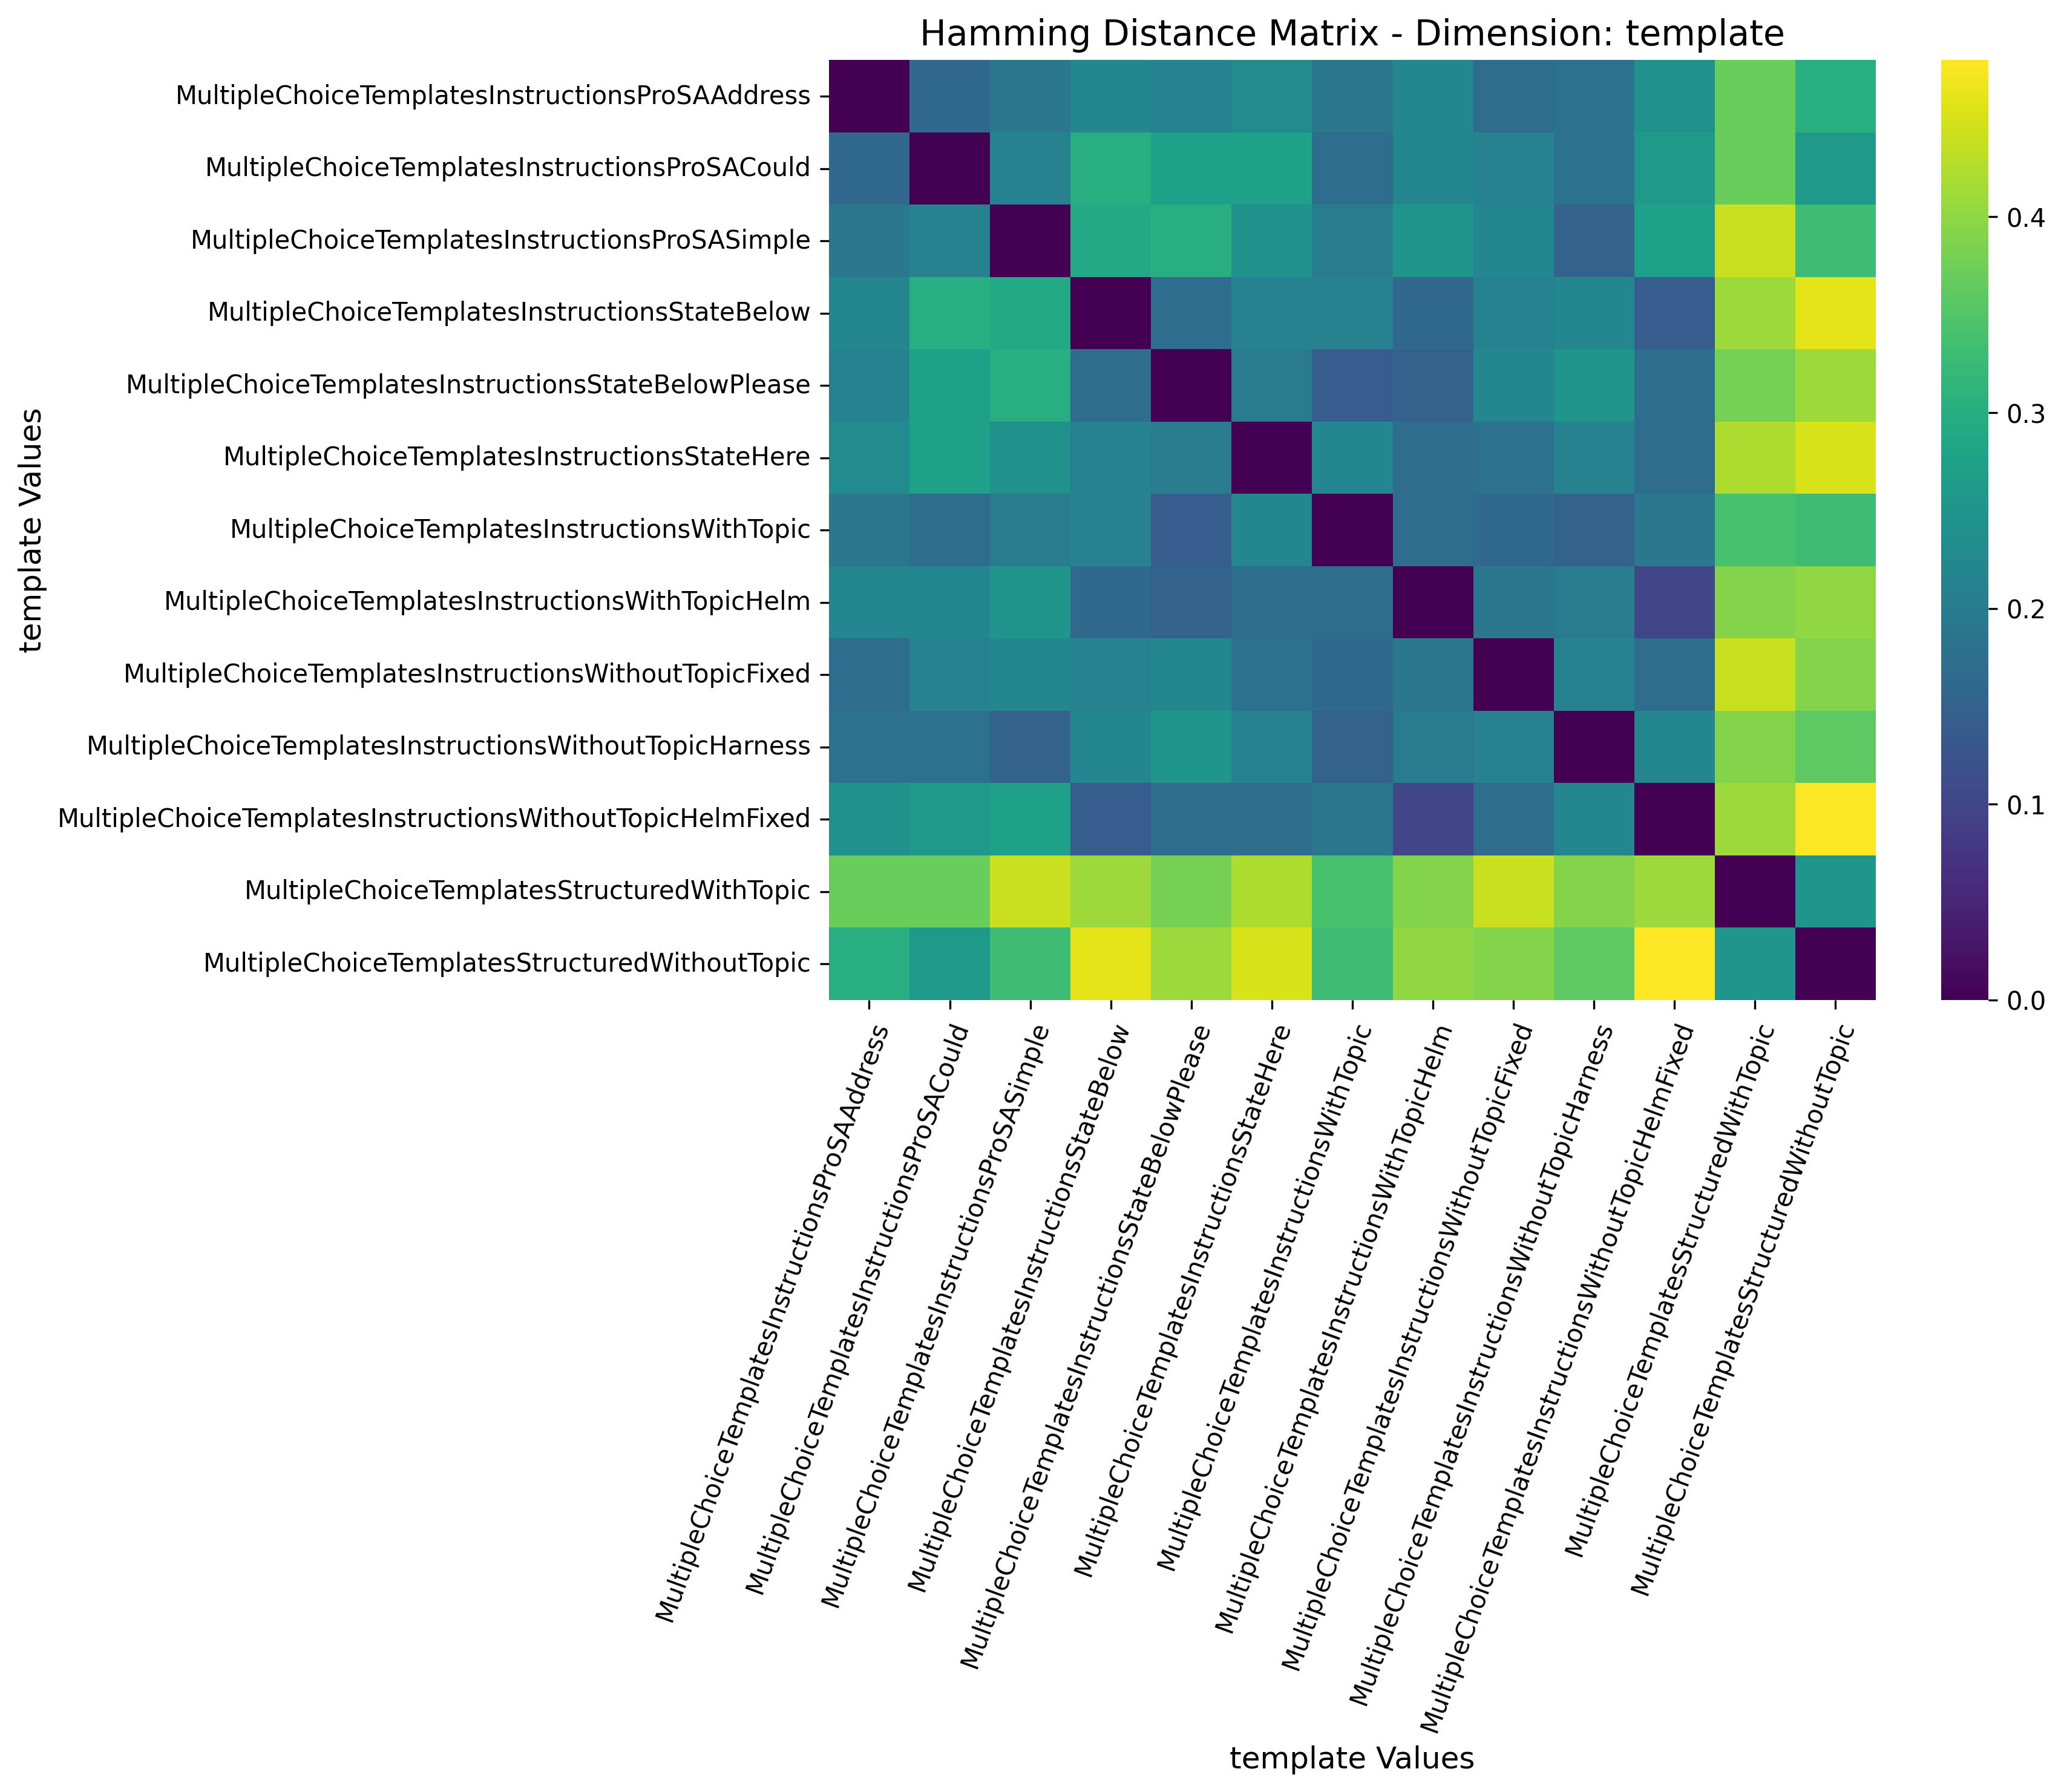 Hamming Distance Matrix - Dimension: template
template Values
MultipleChoiceTemplatesInstructionsProSAAddress
MultipleChoiceTemplatesInstructionsProSACould
MultipleChoiceTemplatesInstructionsProSASimple
MultipleChoiceTemplatesInstructionsStateBelow
MultipleChoiceTemplatesInstructionsStateBelowPlease
MultipleChoiceTemplatesInstructionsStateHere
MultipleChoiceTemplatesInstructionsWithTopic
MultipleChoiceTemplatesInstructionsWithTopicHelm
MultipleChoiceTemplatesInstructionsWithoutTopicFixed
MultipleChoiceTemplatesInstructionsWithoutTopicHarness
MultipleChoiceTemplatesInstructionsWithoutTopicHelmFixed
MultipleChoiceTemplatesStructuredWithTopic
MultipleChoiceTemplatesStructuredWithoutTopic
0.4
0.3
0.2
0.1
0.0
MultipleChoiceTemplatesInstructionsProSAAddress
MultipleChoiceTemplatesInstructionsProSACould
MultipleChoiceTemplatesInstructionsProSASimple
MultipleChoiceTemplatesInstructionsStateBelow
MultipleChoiceTemplatesInstructionsStateBelowPlease
MultipleChoiceTemplatesInstructionsStateHere
MultipleChoiceTemplatesInstructionsWithTopic
MultipleChoiceTemplatesInstructionsWithTopicHelm
MultipleChoiceTemplatesInstructionsWithoutTopicFixed
MultipleChoiceTemplatesInstructionsWithoutTopicHarness
MultipleChoiceTemplatesInstructionsWithoutTopicHelmFixed
MultipleChoiceTemplatesStructuredWithTopic
MultipleChoiceTemplatesStructuredWithoutTopic
template Values